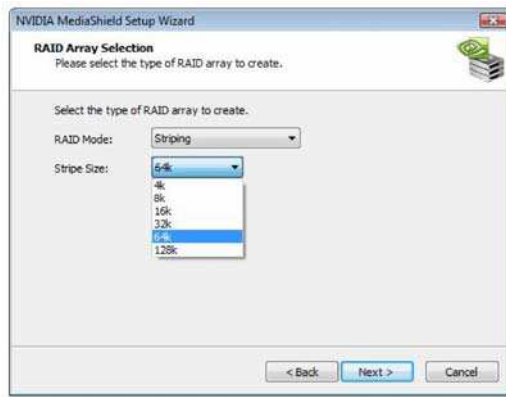 NVIDIA MediaShield Setup Wizard
RAID Array Selection
Please select the type of RAID array to create.
Select the type of RAID array to create.
RAID Mode: Striping
Stripe Size: 64k
4k
8k
16k
32k
64k
128k
< Back Next > Cancel